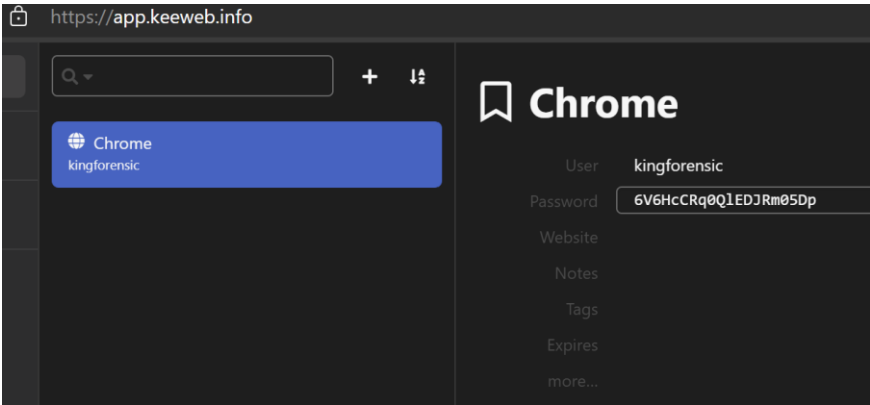 https://app.keeweb.info
Chrome
kingforensic
Chrome
User kingforensic
Password 6V6HcCRq0QlEDJRm05Dp
Website
Notes
Tags
Expires
more...